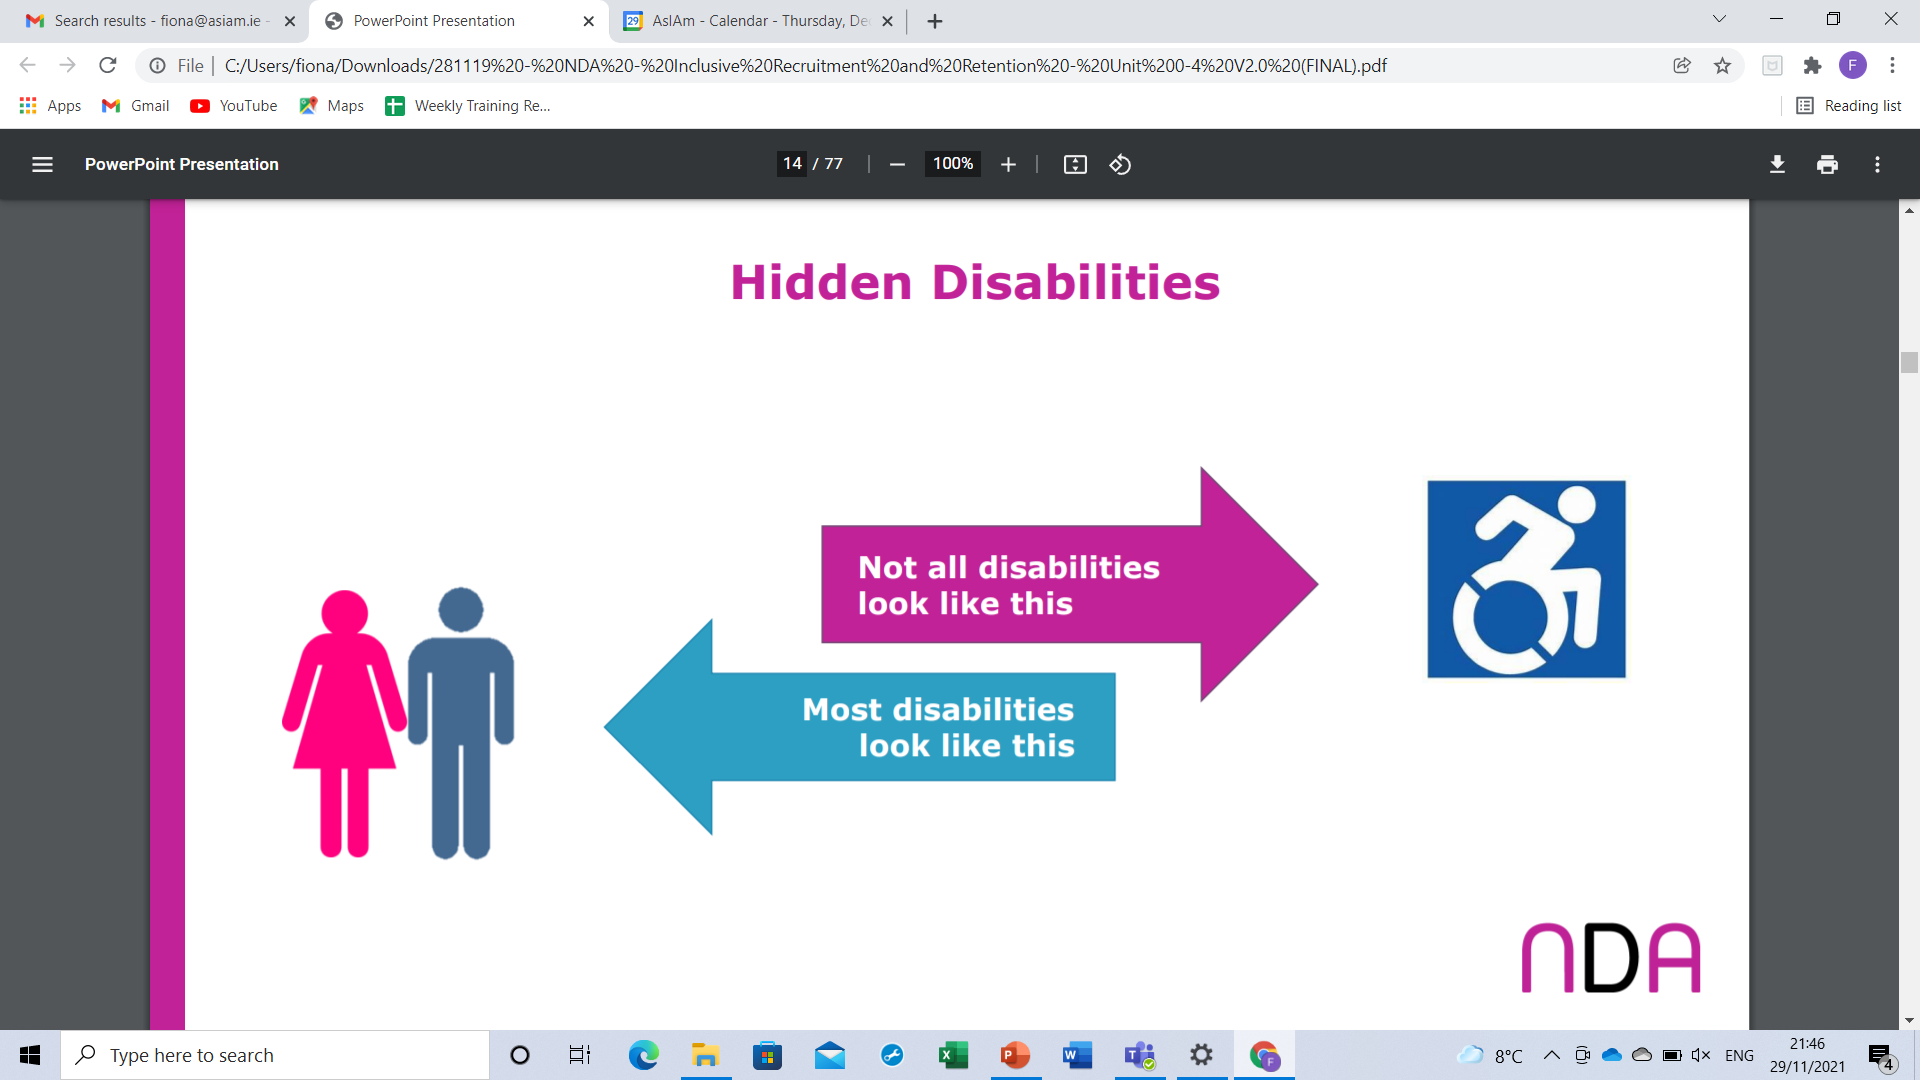 Search results - fiona@asiam.ie -
PowerPoint Presentation
AsIAm - Calendar - Thursday, De
File
C:/Users/fiona/Downloads/281119%20-%20NDA%20-%20Inclusive%20Recruitment%20and%20Retention%20-%20Unit%200-4%20V2.0%20(FINAL).pdf
F
Apps
Gmail
YouTube
Maps
Weekly Training Re...
Reading list
PowerPoint Presentation
14 / 77
100%
Hidden Disabilities
Not all disabilities
look like this
Most disabilities
look like this
NDA
Type here to search
8°C
ENG
21:46
29/11/2021
4